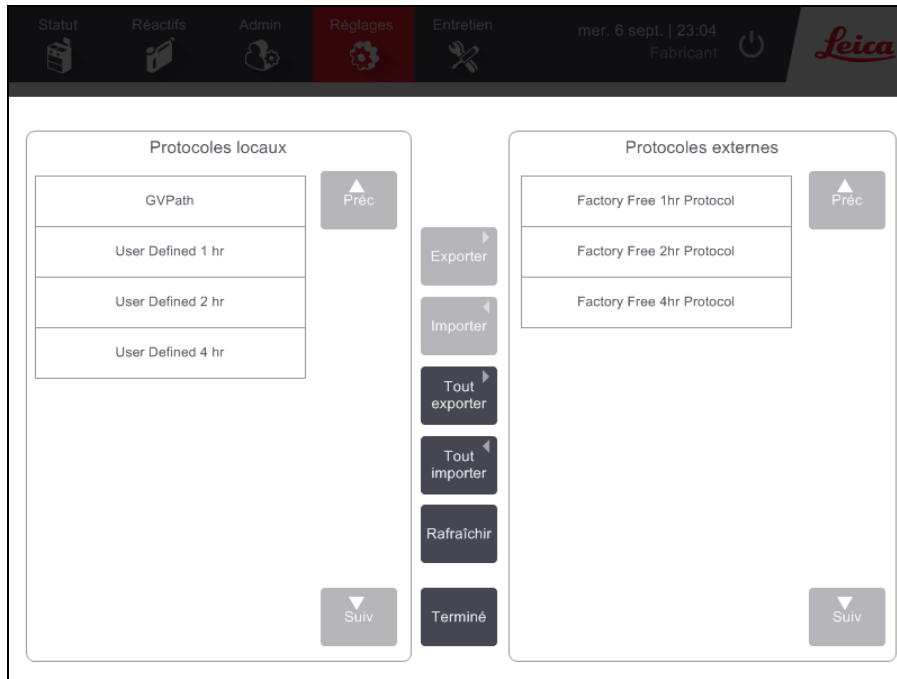 Statut
Réactifs
Admin
Réglages
Entretien
mer. 6 sept. | 23:04
Fabricant
Leica
Protocoles locaux
GVPath
User Defined 1 hr
User Defined 2 hr
User Defined 4 hr
Préc
Suiv
Exporter
Importer
Tout
exporter
Tout
importer
Rafraîchir
Terminé
Protocoles externes
Factory Free 1hr Protocol
Factory Free 2hr Protocol
Factory Free 4hr Protocol
Préc
Suiv